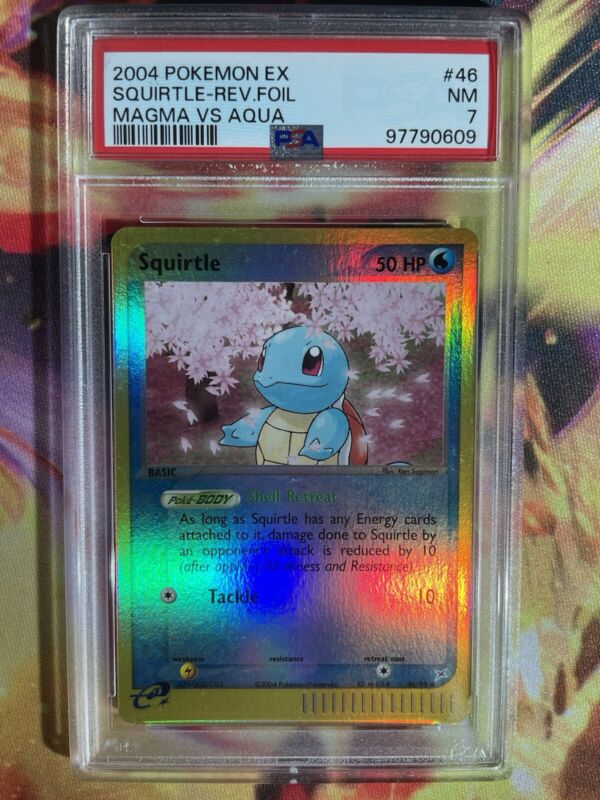 2004 POKEMON EX #46
SQUIRTLE-REV.FOIL NM
MAGMA VS AQUA 7
PSA 97790609
Squirtle 50 HP
BASIC Illus. Ken Sugimori
Poké-BODY Shell Retreat
As long as Squirtle has any Energy cards
attached to it, damage done to Squirtle by
an opponent's attack is reduced by 10
(after applying Weakness and Resistance).
Tackle 10
weakness resistance retreat cost
©2004 Pokémon/Nintendo
e